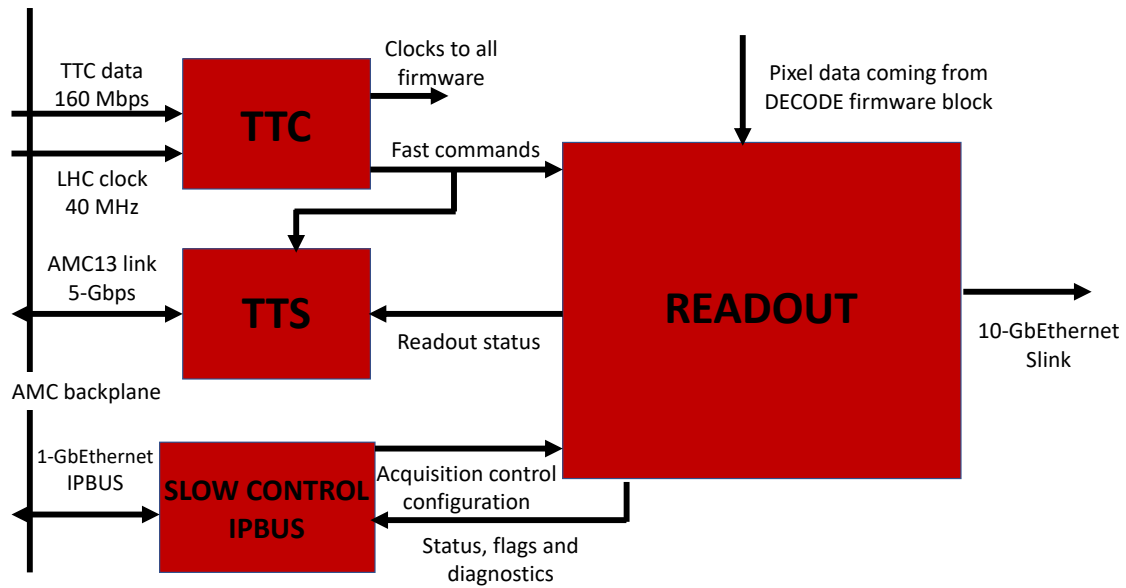 TTC data
160 Mbps
Clocks to all
firmware
Pixel data coming from
DECODE firmware block
TTC
Fast commands
LHC clock
40 MHz
AMC13 link
5-Gbps
TTS
READOUT
Readout status
10-GbEthernet
Slink
AMC backplane
1-GbEthernet
IPBUS
SLOW CONTROL
IPBUS
Acquisition control
configuration
Status, flags and
diagnostics